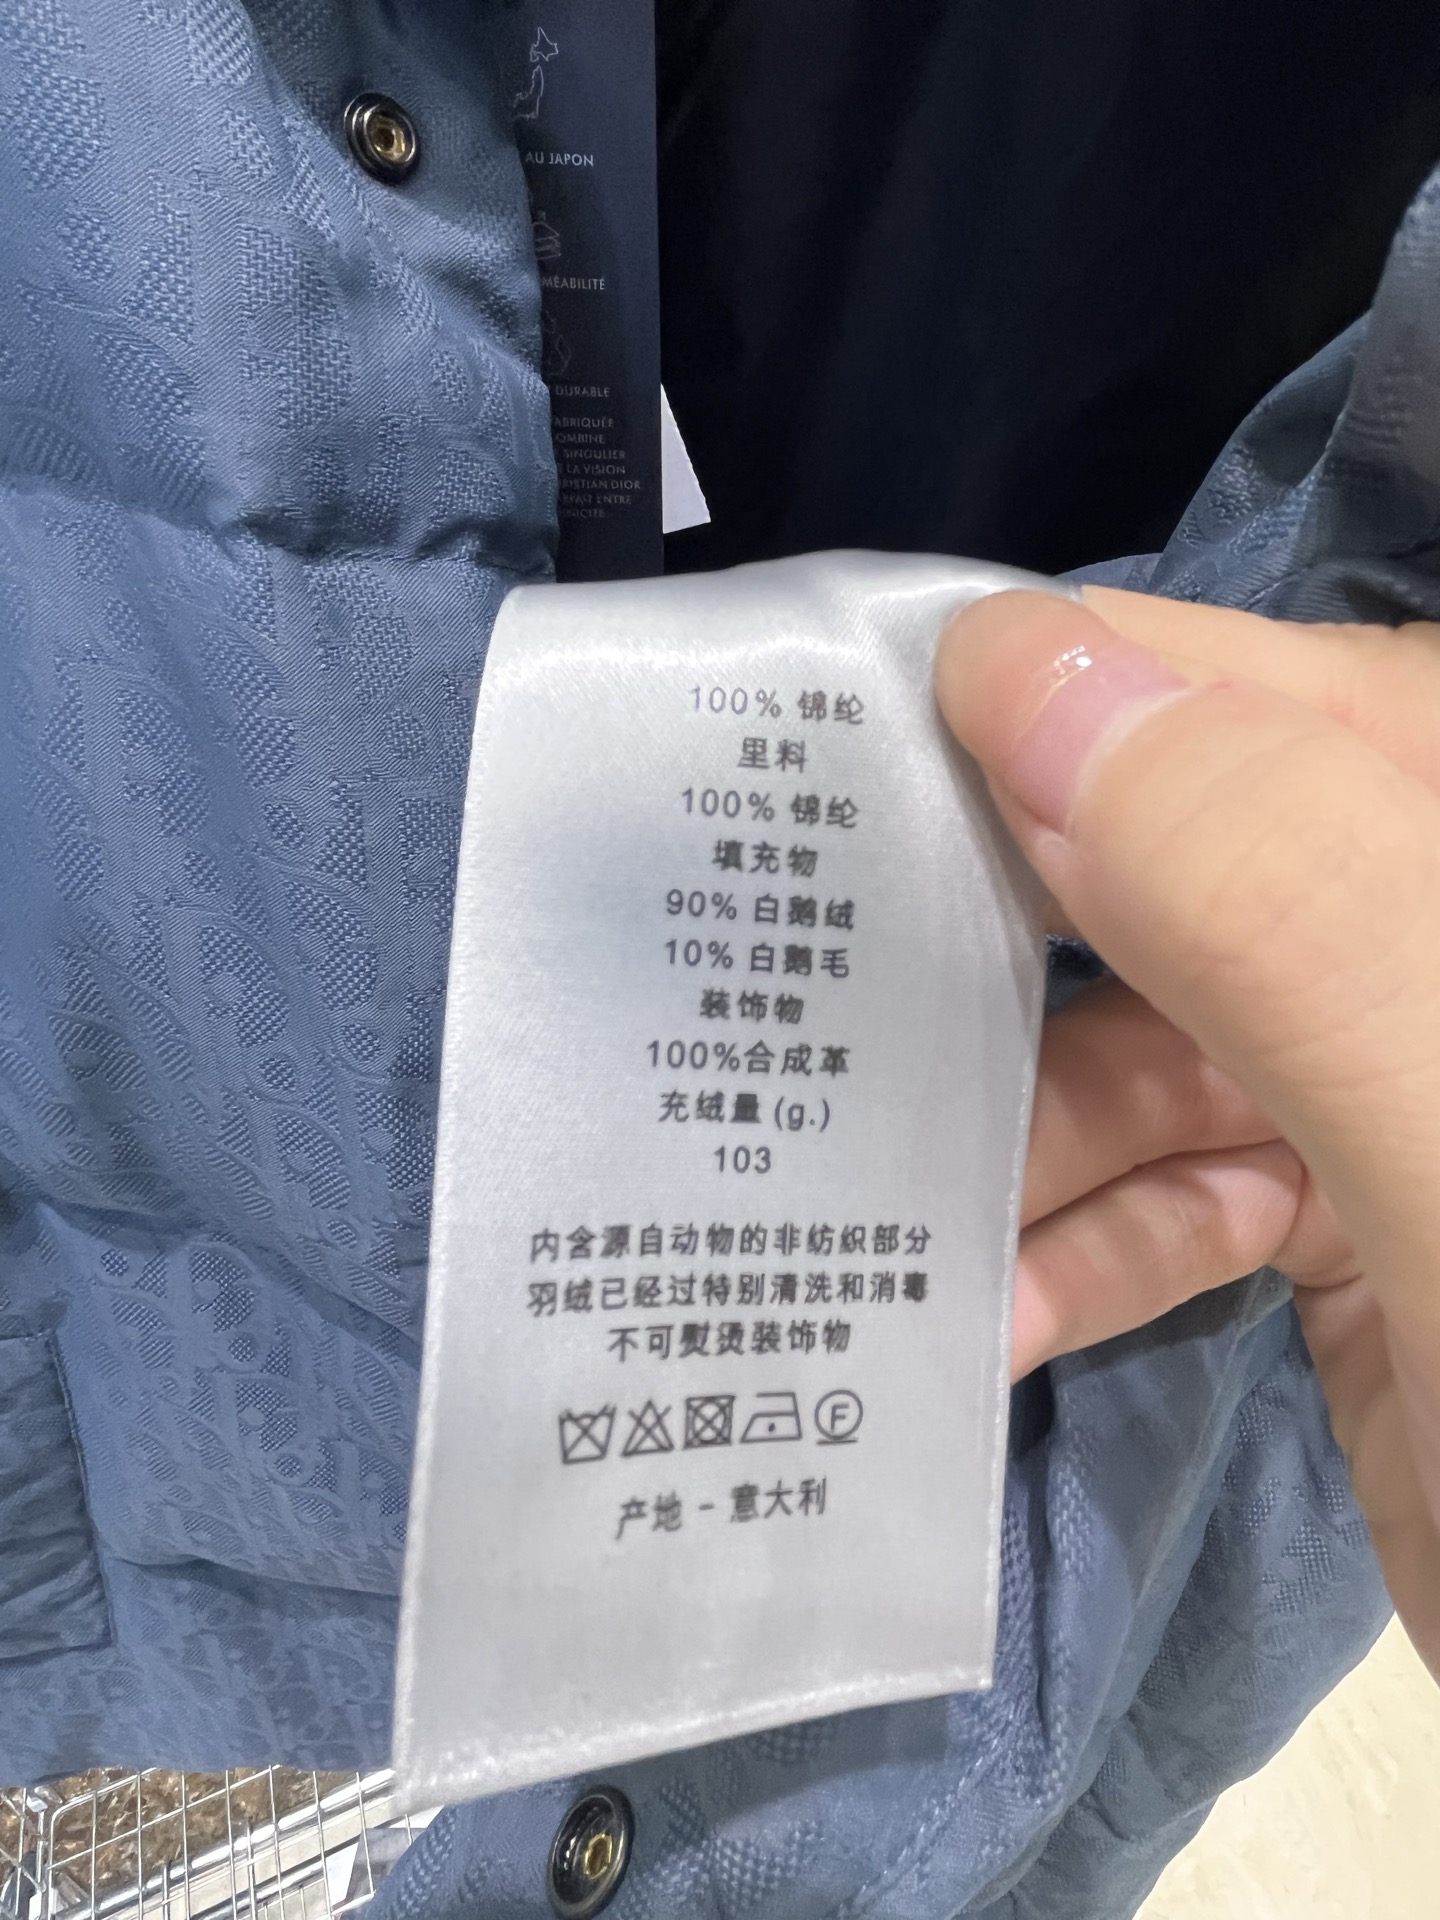 AU JAPON
MÉABILITÉ
DURABLE
ABRIQUÉE
OMBINE
SINGULIER
LA VISION
RISTIAN DIOR
RFAIT ENTRE
NICITÉ
100% 锦纶
里料
100% 锦纶
填充物
90% 白鹅绒
10% 白鹅毛
装饰物
100%合成革
充绒量 (g.)
103
内含源自动物的非纺织部分
羽绒已经过特别清洗和消毒
不可熨烫装饰物
F
产地 - 意大利